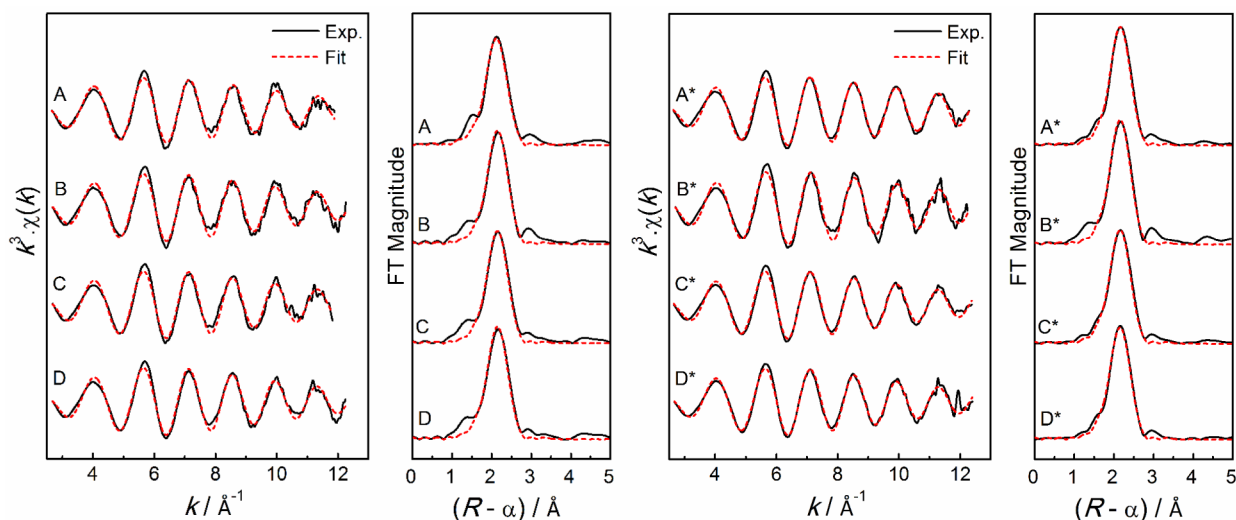 Exp.
Fit
A
B
C
D
k³.χ(k)
4 6 8 10 12
k / Å⁻¹
A
B
C
D
FT Magnitude
0 1 2 3 4 5
(R - α) / Å
Exp.
Fit
A*
B*
C*
D*
k³.χ(k)
4 6 8 10 12
k / Å⁻¹
A*
B*
C*
D*
FT Magnitude
0 1 2 3 4 5
(R - α) / Å